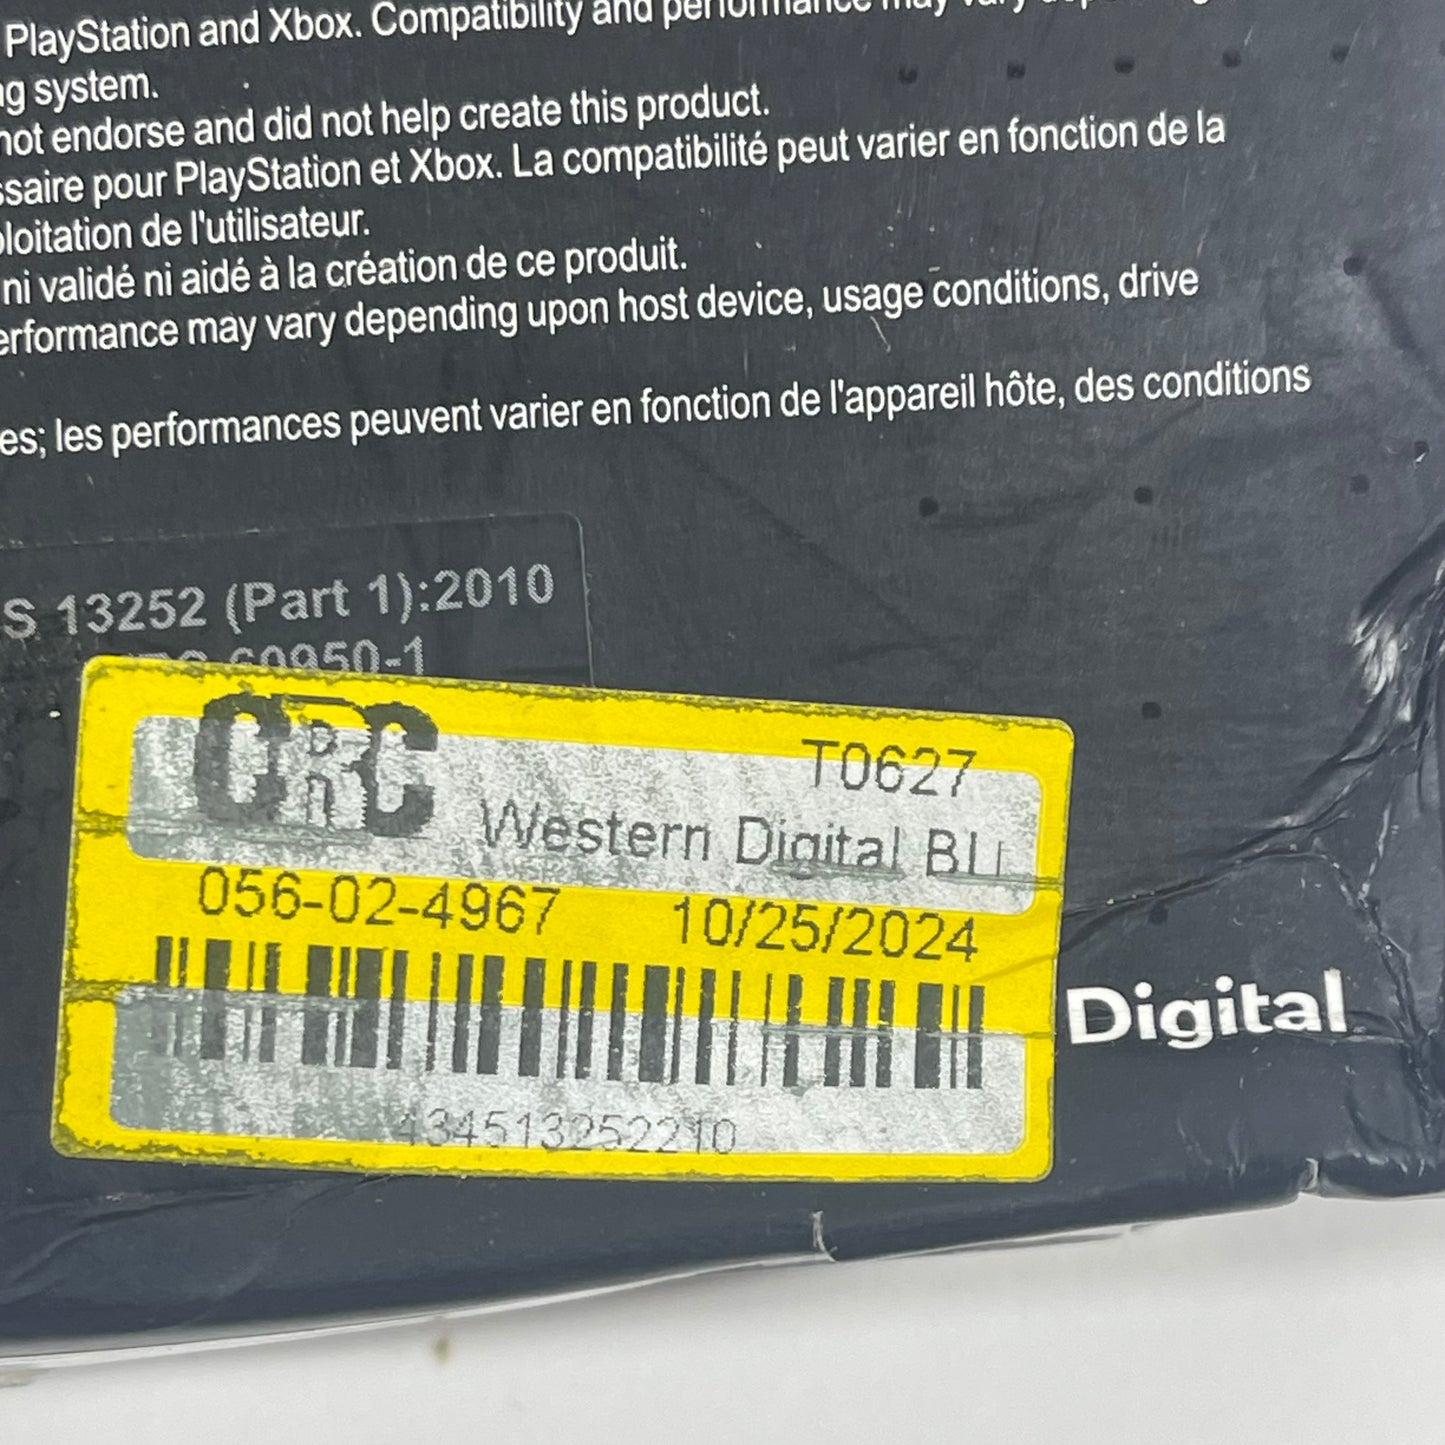 PlayStation and Xbox. Compatibility and performance may vary
system.
not endorse and did not help create this product.
pour PlayStation et Xbox. La compatibilité peut varier en fonction de la
de l'utilisateur.
ni validé ni aidé à la création de ce produit.
erformance may vary depending upon host device, usage conditions, drive
es; les performances peuvent varier en fonction de l'appareil hôte, des conditions
S 13252 (Part 1):2010
60950-1
CRC
T0627
Western Digital
056-02-4967 10/25/2024
434513252210
Digital